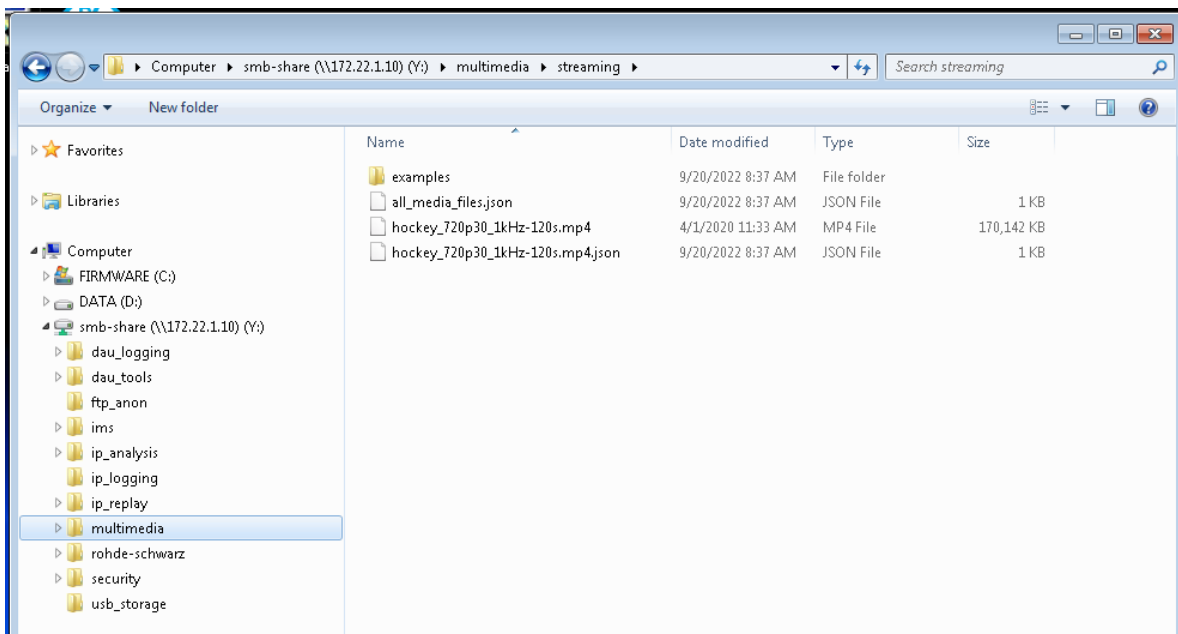 Computer smb-share (\\172.22.1.10) (Y:) multimedia streaming Search streaming
Organize New folder
Favorites
Libraries
Computer
FIRMWARE (C:)
DATA (D:)
smb-share (\\172.22.1.10) (Y:)
dau_logging
dau_tools
ftp_anon
ims
ip_analysis
ip_logging
ip_replay
multimedia
rohde-schwarz
security
usb_storage
Name Date modified Type Size
examples 9/20/2022 8:37 AM File folder
all_media_files.json 9/20/2022 8:37 AM JSON File 1 KB
hockey_720p30_1kHz-120s.mp4 4/1/2020 11:33 AM MP4 File 170,142 KB
hockey_720p30_1kHz-120s.mp4.json 9/20/2022 8:37 AM JSON File 1 KB